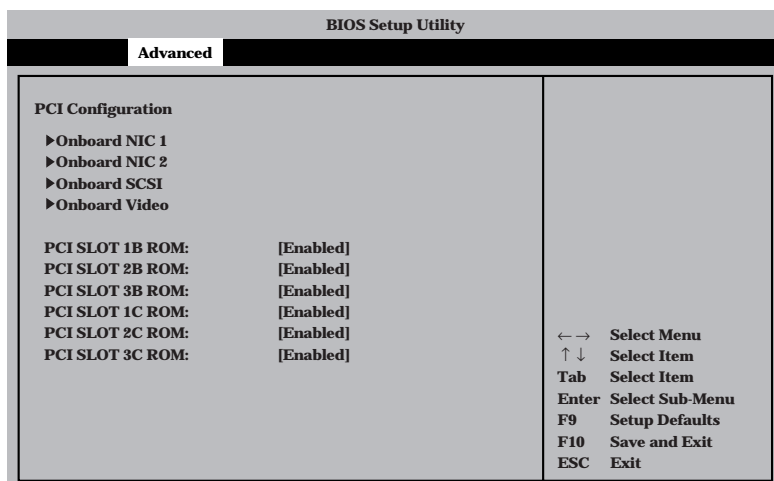 BIOS Setup Utility
Advanced
PCI Configuration
▶Onboard NIC 1
▶Onboard NIC 2
▶Onboard SCSI
▶Onboard Video
PCI SLOT 1B ROM: [Enabled]
PCI SLOT 2B ROM: [Enabled]
PCI SLOT 3B ROM: [Enabled]
PCI SLOT 1C ROM: [Enabled]
PCI SLOT 2C ROM: [Enabled]
PCI SLOT 3C ROM: [Enabled]
←→ Select Menu
↑↓ Select Item
Tab Select Item
Enter Select Sub-Menu
F9 Setup Defaults
F10 Save and Exit
ESC Exit